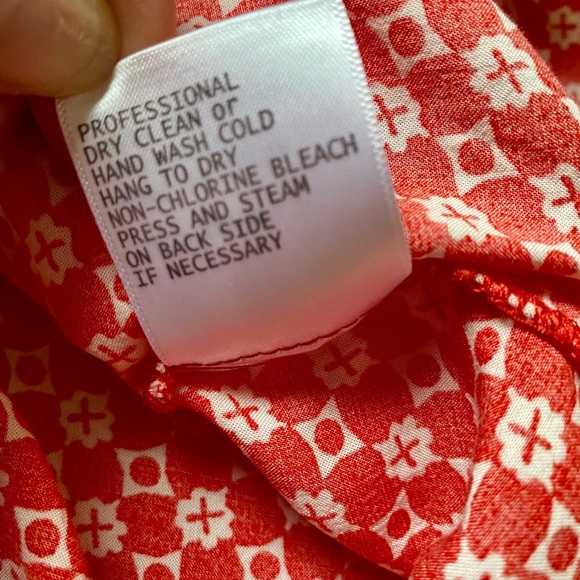 PROFESSIONAL
DRY CLEAN or
HAND WASH COLD
HANG TO DRY
NON-CHLORINE BLEACH
PRESS AND STEAM
ON BACK SIDE
IF NECESSARY